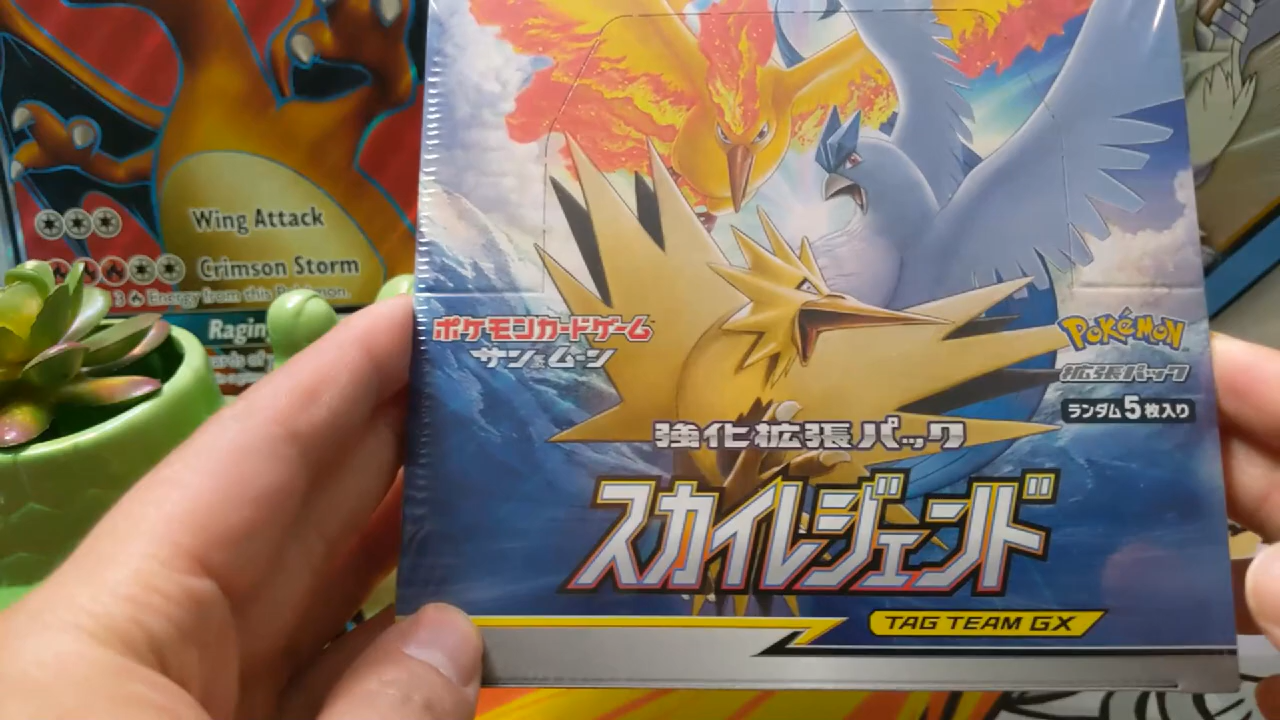 Wing Attack
Crimson Storm
3 Energy from this Pokémon.
Ragin
ポケモンカードゲーム
サン&ムーン
Pokémon
拡張パック
ランダム5枚入り
強化拡張パック
スカイレジェンド
TAG TEAM GX